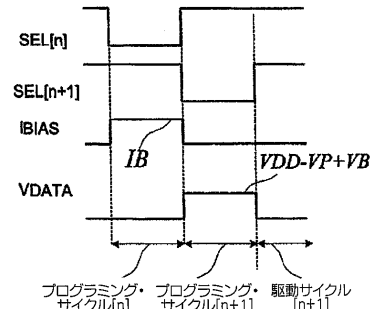 SEL[n]
SEL[n+1]
IBIAS
IB
VDD-VP+VB
VDATA
プログラミング・ プログラミング・ 駆動サイクル
サイクル[n] サイクル[n+1] [n+1]